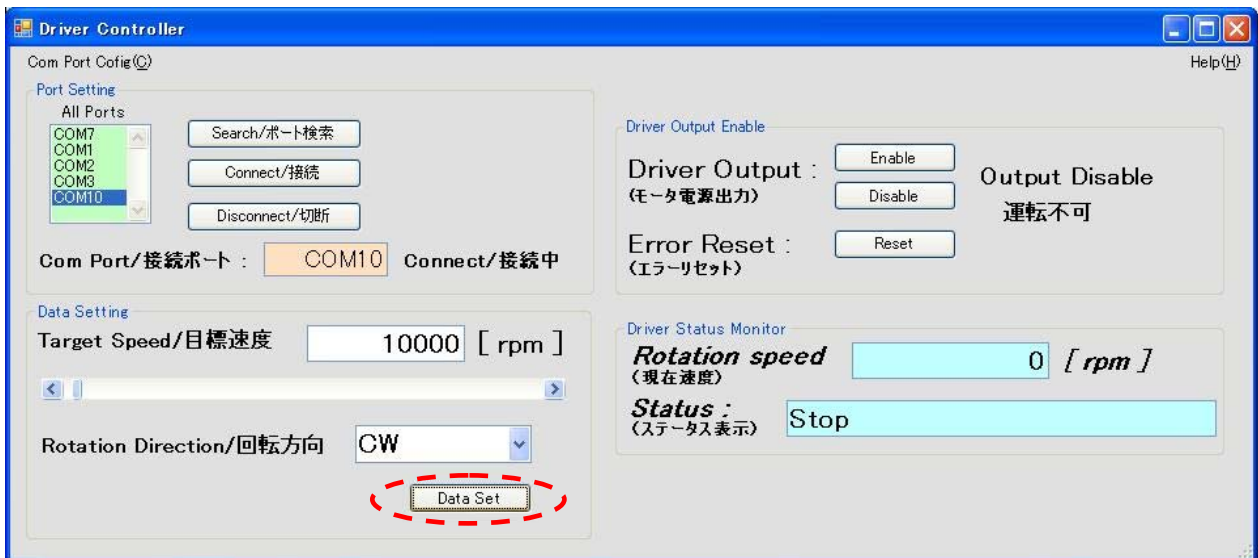 Driver Controller
Com Port Cofig(C)
Help(H)
Port Setting
All Ports
COM7
COM1
COM2
COM3
COM10
Search/ポート検索
Connect/接続
Disconnect/切断
Com Port/接続ポート : COM10 Connect/接続中
Data Setting
Target Speed/目標速度 10000 [ rpm ]
Rotation Direction/回転方向 CW
Data Set
Driver Output Enable
Driver Output :
(モータ電源出力)
Enable
Disable
Output Disable
運転不可
Error Reset :
(エラーリセット)
Reset
Driver Status Monitor
Rotation speed 0 [ rpm ]
(現在速度)
Status : Stop
(ステータス表示)